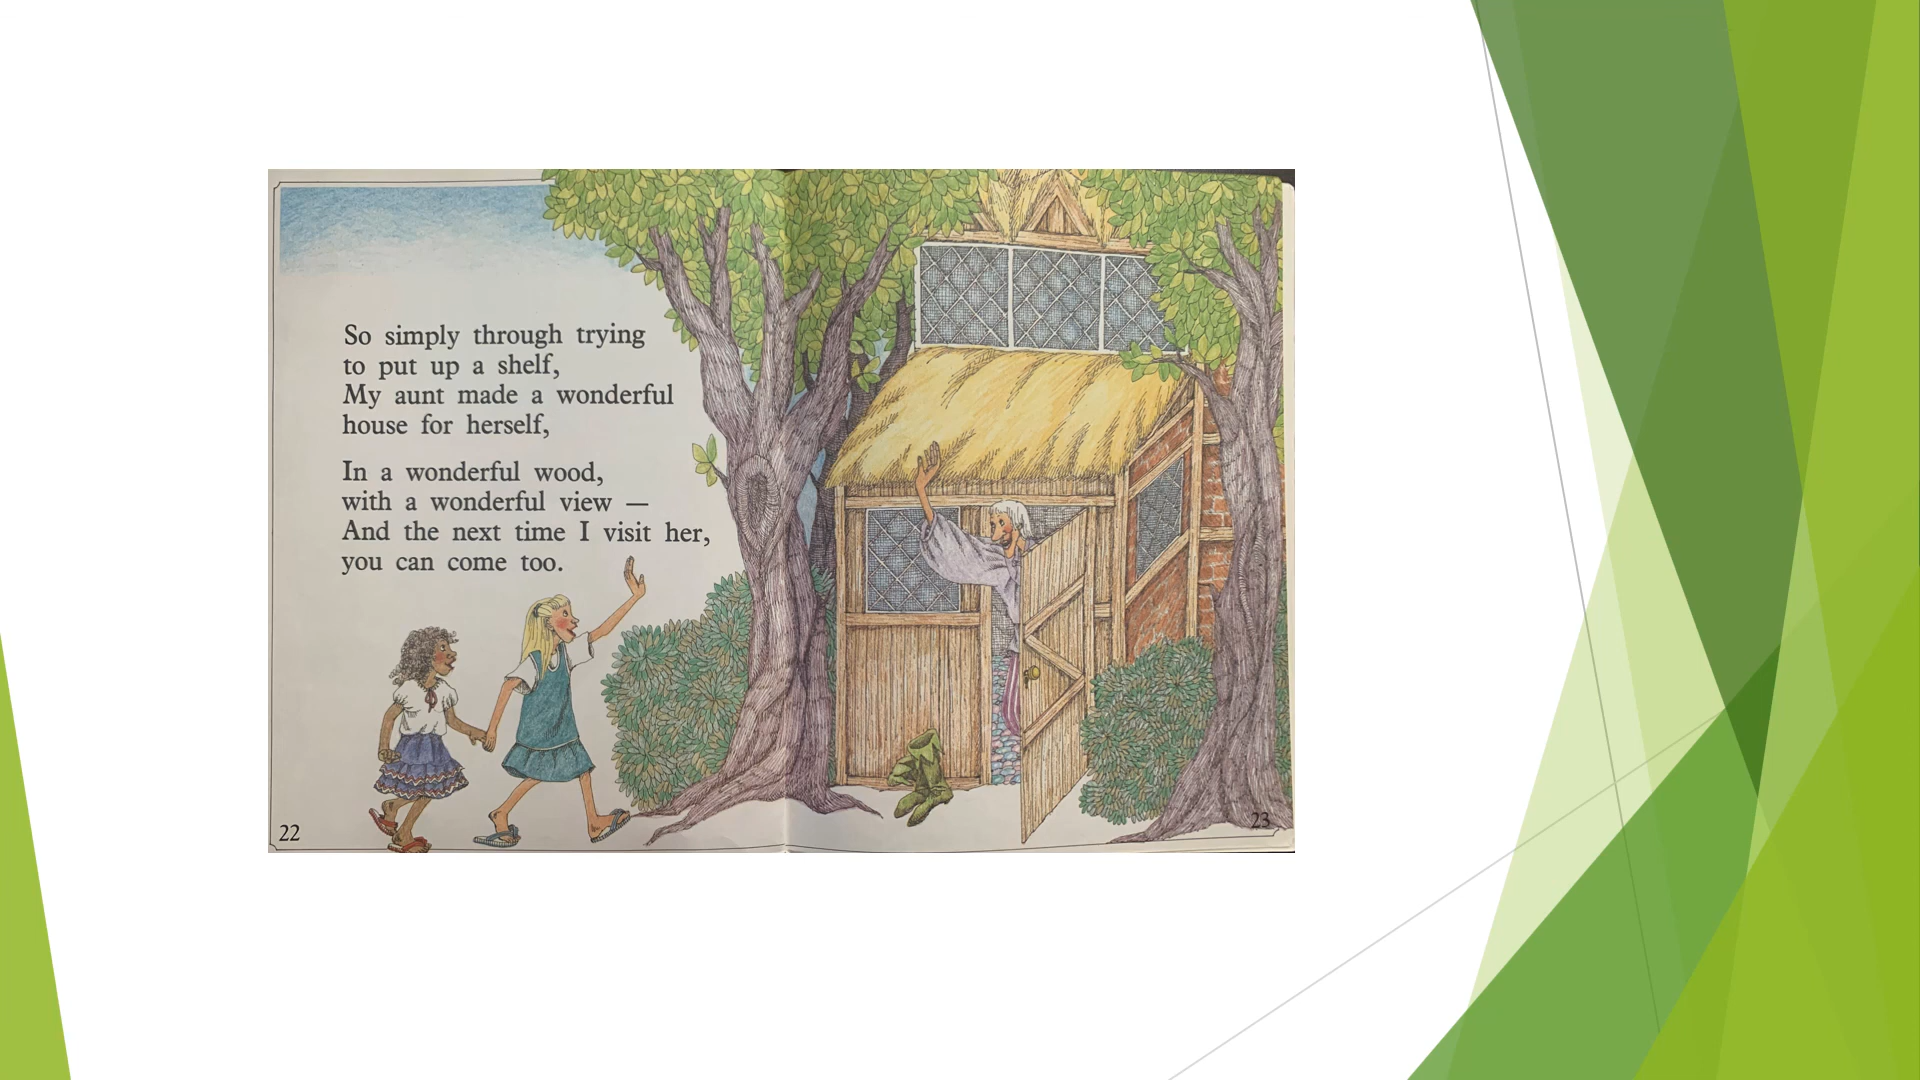 So simply through trying
to put up a shelf,
My aunt made a wonderful
house for herself,
In a wonderful wood,
with a wonderful view —
And the next time I visit her,
you can come too.
22
23